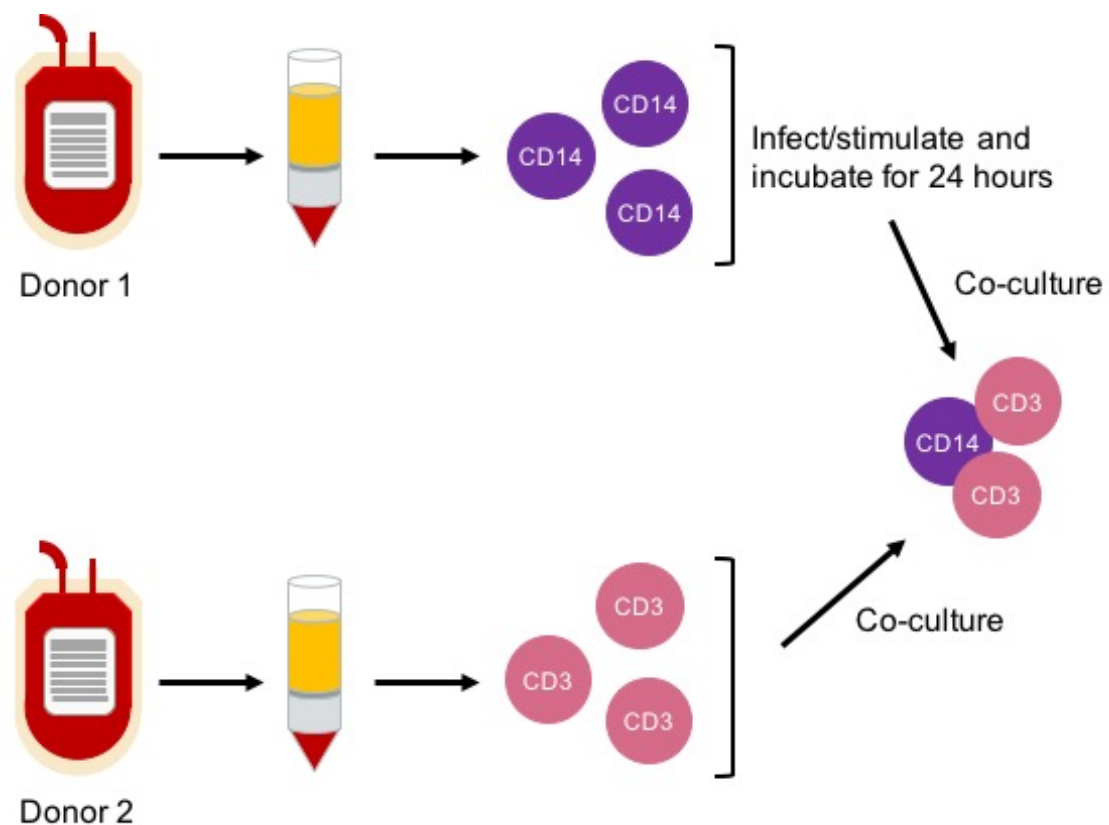 CD14
CD14
CD14
Infect/stimulate and
incubate for 24 hours
Donor 1
Co-culture
CD3
CD14
CD3
CD3
CD3
CD3
Co-culture
Donor 2